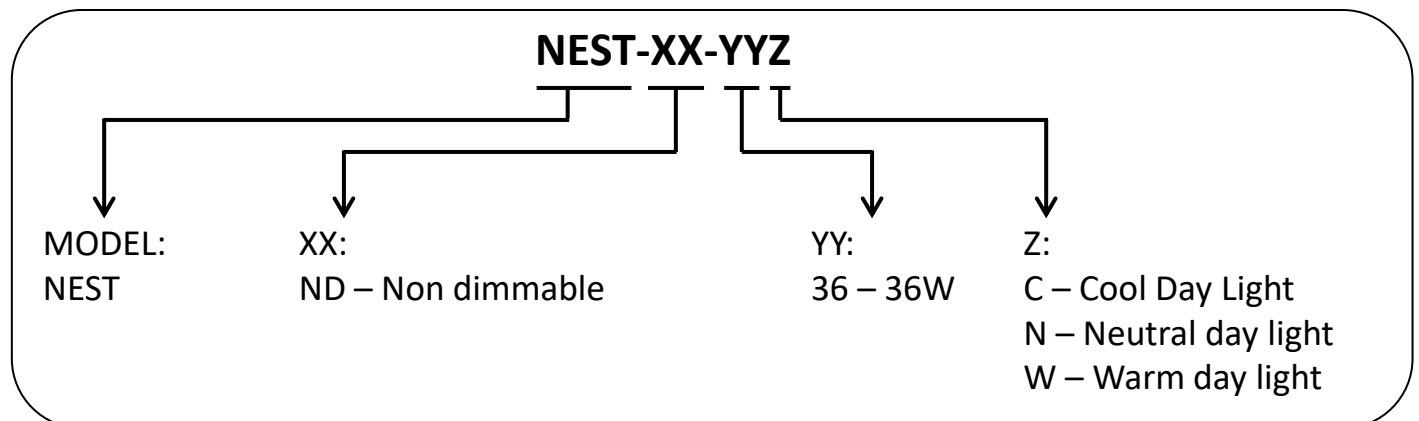 NEST-XX-YYZ
MODEL:
NEST
XX:
ND – Non dimmable
YY:
36 – 36W
Z:
C – Cool Day Light
N – Neutral day light
W – Warm day light